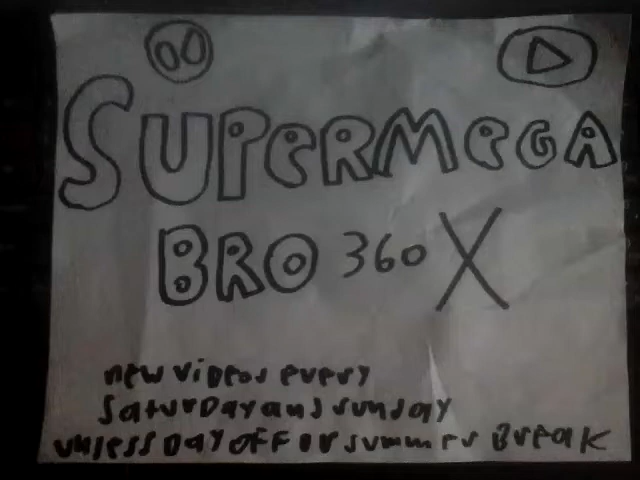 SUPERMEGA
BRO 360 X
new videos every
saturday and sunday
unless day off or summer Break